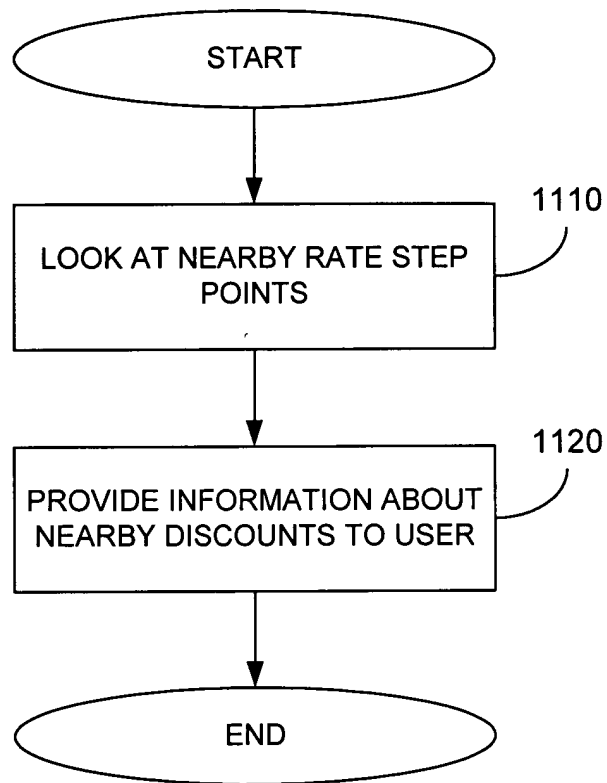 START
1110
LOOK AT NEARBY RATE STEP
POINTS
1120
PROVIDE INFORMATION ABOUT
NEARBY DISCOUNTS TO USER
END